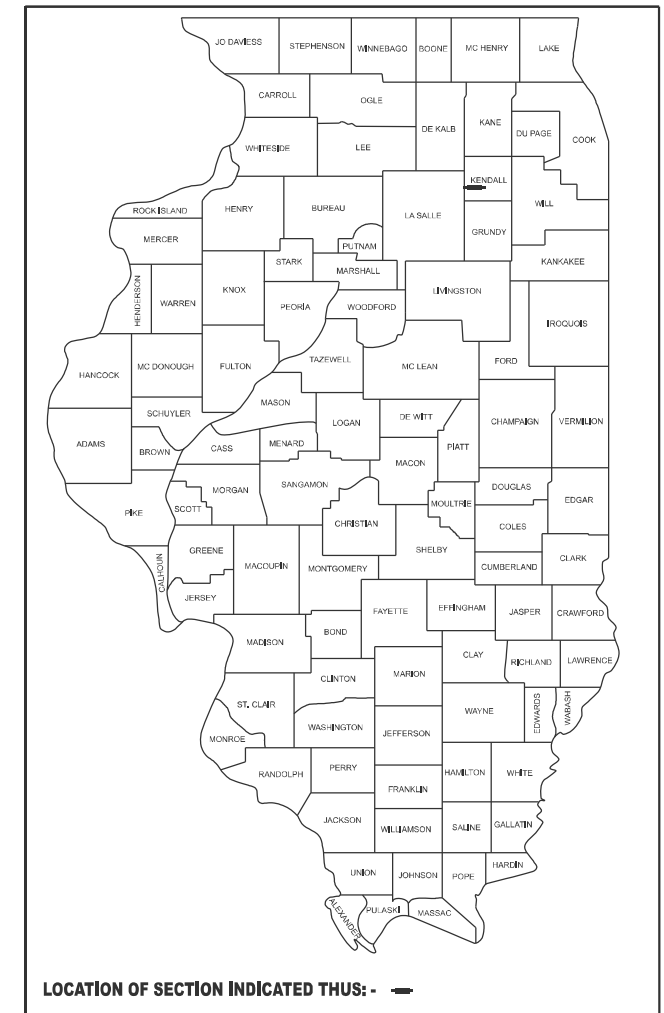 JO DAVIESS
STEPHENSON
WINNEBAGO
BOONE
MC HENRY
LAKE
CARROLL
OGLE
DE KALB
KANE
DU PAGE
COOK
WHITESIDE
LEE
KENDALL
WILL
ROCK ISLAND
HENRY
BUREAU
LA SALLE
GRUNDY
MERCER
PUTNAM
KANKAKEE
STARK
MARSHALL
HENDERSON
WARREN
KNOX
PEORIA
WOODFORD
LIVINGSTON
IROQUOIS
HANCOCK
MC DONOUGH
FULTON
TAZEWELL
MC LEAN
FORD
MASON
SCHUYLER
LOGAN
DE WITT
CHAMPAIGN
VERMILION
ADAMS
BROWN
CASS
MENARD
PIATT
MACON
PIKE
SCOTT
MORGAN
SANGAMON
CHRISTIAN
MOULTRIE
DOUGLAS
EDGAR
COLES
CALHOUN
GREENE
MACOUPIN
MONTGOMERY
SHELBY
CUMBERLAND
CLARK
JERSEY
FAYETTE
EFFINGHAM
JASPER
CRAWFORD
MADISON
BOND
CLAY
RICHLAND
LAWRENCE
CLINTON
MARION
ST. CLAIR
WAYNE
EDWARDS
WABASH
MONROE
WASHINGTON
JEFFERSON
RANDOLPH
PERRY
HAMILTON
WHITE
FRANKLIN
JACKSON
WILLIAMSON
SALINE
GALLATIN
UNION
JOHNSON
POPE
HARDIN
ALEXANDER
PULASKI
MASSAC
LOCATION OF SECTION INDICATED THUS: -